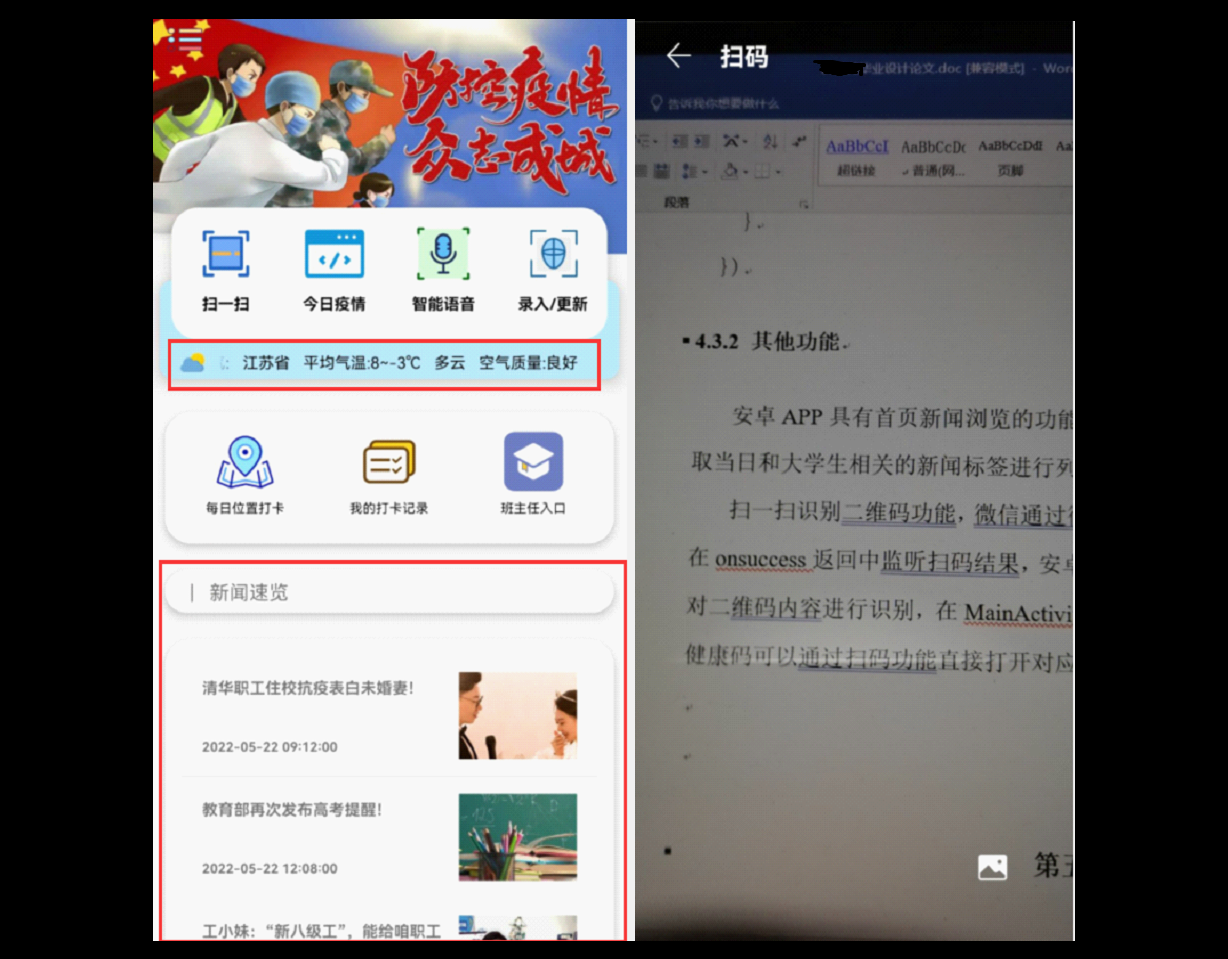 防控疫情
众志成城
扫一扫 今日疫情 智能语音 录入/更新
江苏省 平均气温:8~-3℃ 多云 空气质量:良好
每日位置打卡 我的打卡记录 班主任入口
| 新闻速览
清华职工住校抗疫表白未婚妻!
2022-05-22 09:12:00
教育部再次发布高考提醒!
2022-05-22 12:08:00
工小妹：“新八级工”，能给咱职工
扫码
业设计论文.doc [兼容模式] - Wor
告诉我你想要做什么
AaBbCcI AaBbCcDc AaBbCcDdI Aa
超链接 普通(网... 页脚
段落
}
})
4.3.2 其他功能
安卓 APP 具有首页新闻浏览的功能
取当日和大学生相关的新闻标签进行列
扫一扫识别二维码功能，微信通过
在 onsuccess 返回中监听扫码结果，安
对二维码内容进行识别，在 MainActivi
健康码可以通过扫码功能直接打开对应
第五